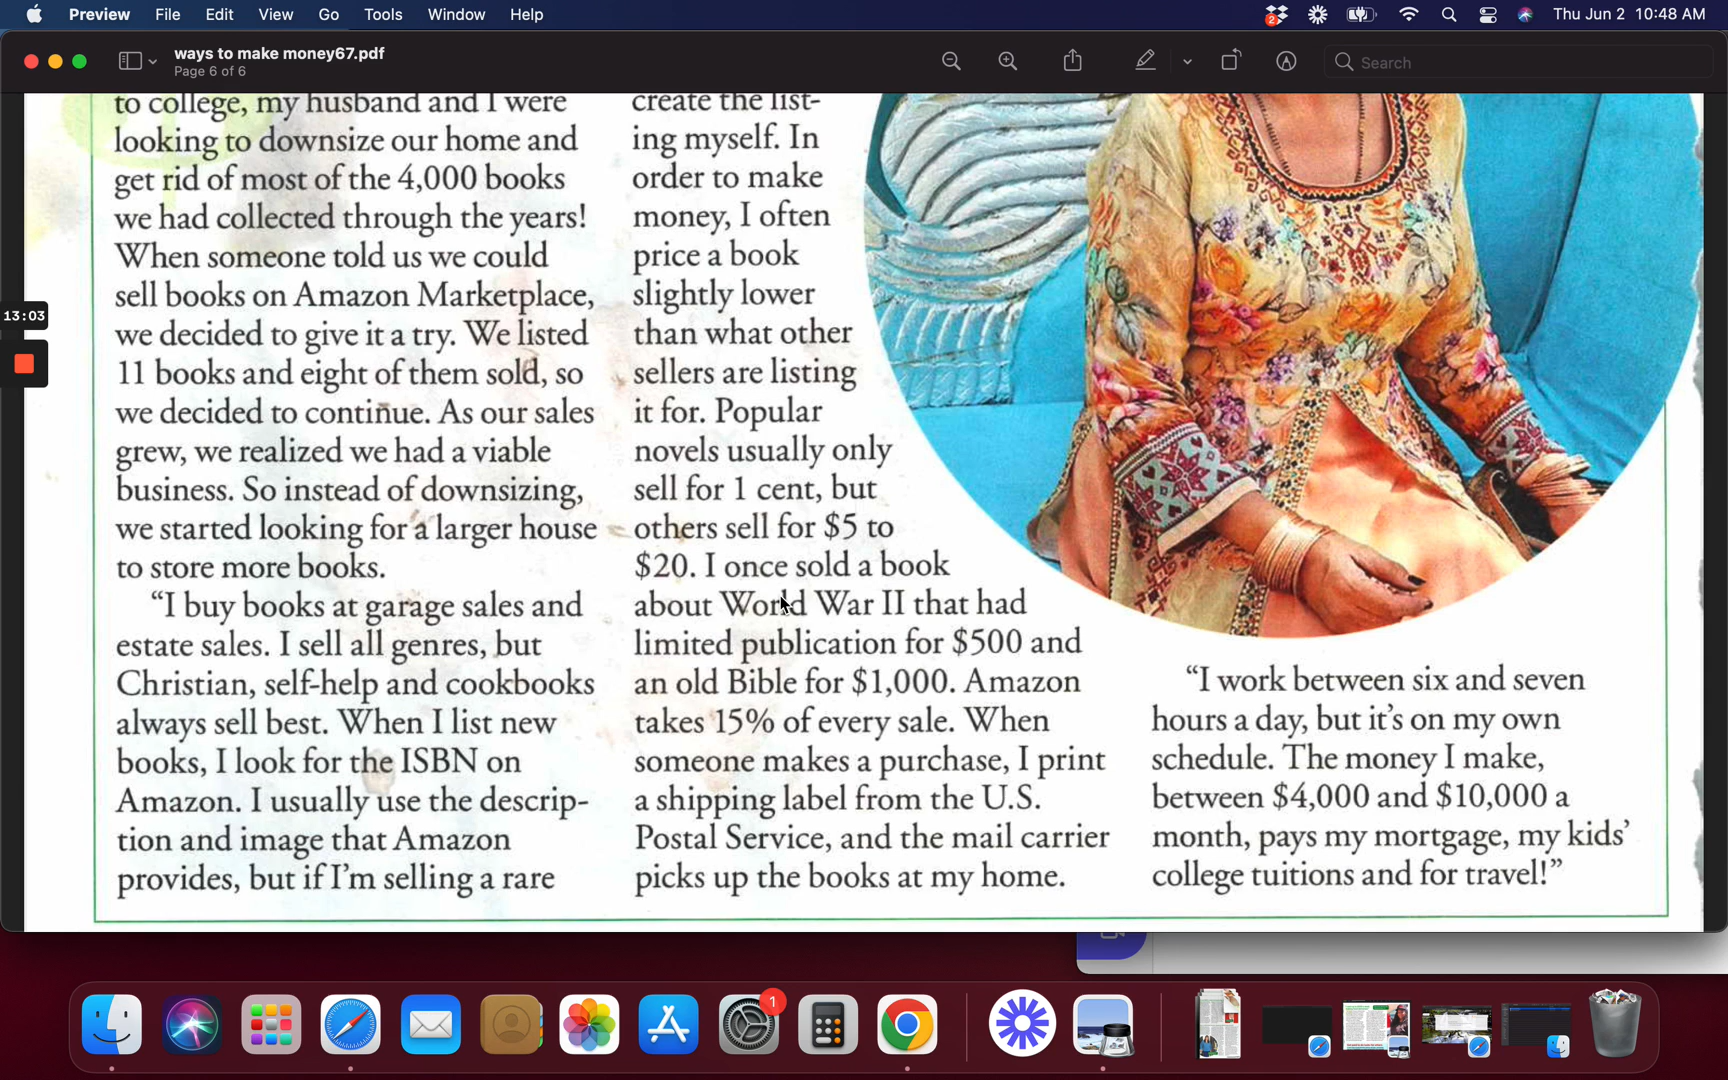 Preview File Edit View Go Tools Window Help
2
Thu Jun 2 10:48 AM
ways to make money67.pdf
Page 6 of 6
Search
13:03
to college, my husband and I were
looking to downsize our home and
get rid of most of the 4,000 books
we had collected through the years!
When someone told us we could
sell books on Amazon Marketplace,
we decided to give it a try. We listed
11 books and eight of them sold, so
we decided to continue. As our sales
grew, we realized we had a viable
business. So instead of downsizing,
we started looking for a larger house
to store more books.
“I buy books at garage sales and
estate sales. I sell all genres, but
Christian, self-help and cookbooks
always sell best. When I list new
books, I look for the ISBN on
Amazon. I usually use the descrip-
tion and image that Amazon
provides, but if I’m selling a rare
create the list-
ing myself. In
order to make
money, I often
price a book
slightly lower
than what other
sellers are listing
it for. Popular
novels usually only
sell for 1 cent, but
others sell for $5 to
$20. I once sold a book
about World War II that had
limited publication for $500 and
an old Bible for $1,000. Amazon
takes 15% of every sale. When
someone makes a purchase, I print
a shipping label from the U.S.
Postal Service, and the mail carrier
picks up the books at my home.
“I work between six and seven
hours a day, but it’s on my own
schedule. The money I make,
between $4,000 and $10,000 a
month, pays my mortgage, my kids’
college tuitions and for travel!”
1